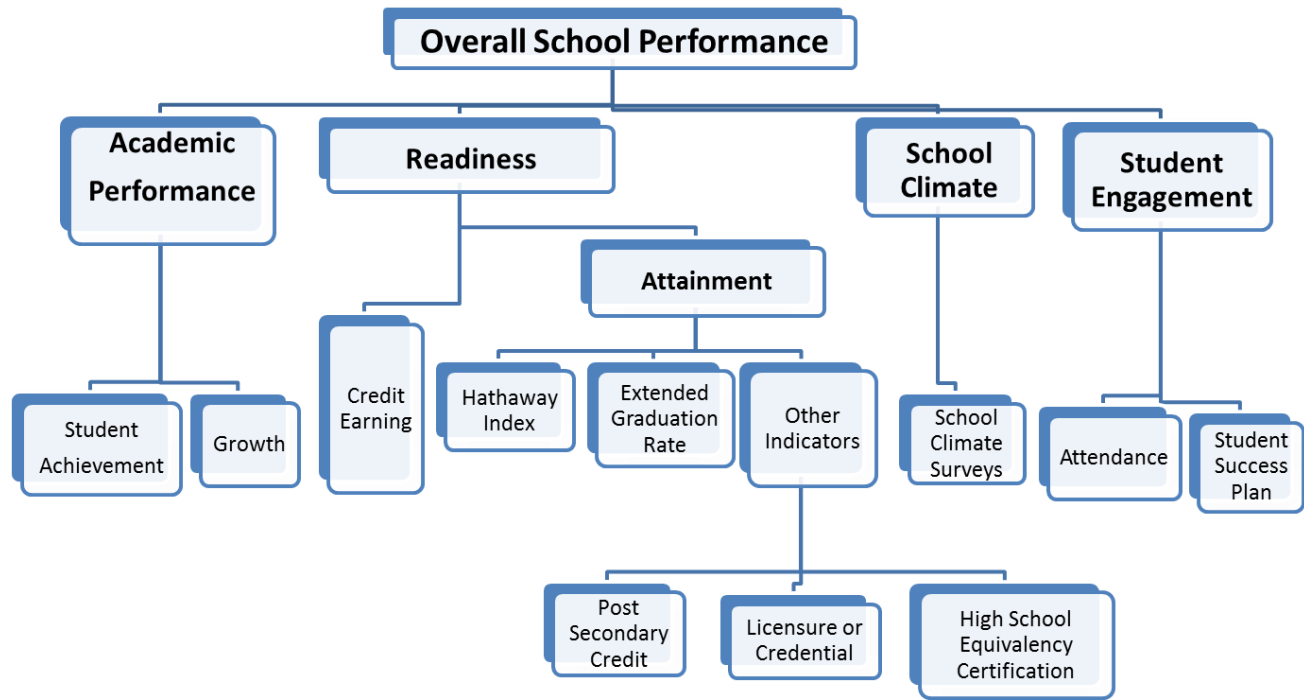 Overall School Performance
Academic
Performance
Readiness
School
Climate
Student
Engagement
Attainment
Student
Achievement
Growth
Credit
Earning
Hathaway
Index
Extended
Graduation
Rate
Other
Indicators
School
Climate
Surveys
Attendance
Student
Success
Plan
Post
Secondary
Credit
Licensure or
Credential
High School
Equivalency
Certification